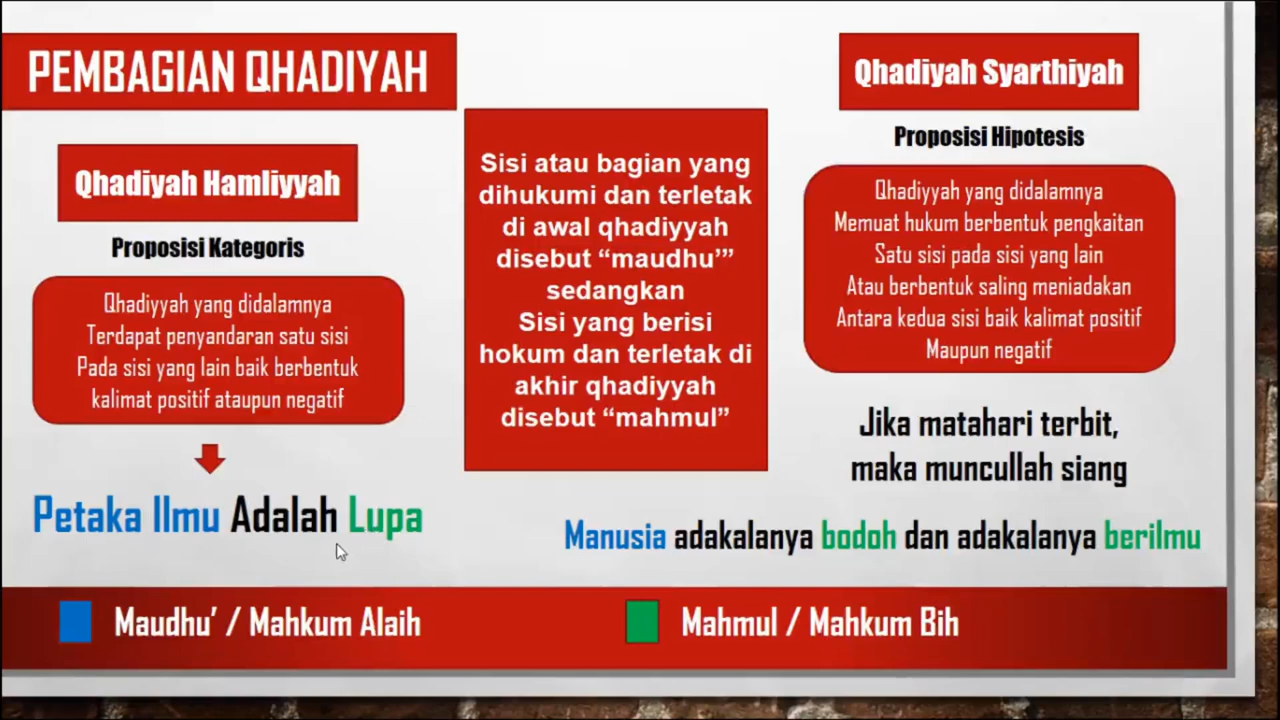 PEMBAGIAN QHADIYAH
Qhadiyah Hamliyyah
Proposisi Kategoris
Qhadiyyah yang didalamnya
Terdapat penyandaran satu sisi
Pada sisi yang lain baik berbentuk
kalimat positif ataupun negatif
Petaka Ilmu Adalah Lupa
Sisi atau bagian yang
dihukumi dan terletak
di awal qhadiyyah
disebut “maudhu’”
sedangkan
Sisi yang berisi
hokum dan terletak di
akhir qhadiyyah
disebut “mahmul”
Qhadiyah Syarthiyah
Proposisi Hipotesis
Qhadiyyah yang didalamnya
Memuat hukum berbentuk pengkaitan
Satu sisi pada sisi yang lain
Atau berbentuk saling meniadakan
Antara kedua sisi baik kalimat positif
Maupun negatif
Jika matahari terbit,
maka muncullah siang
Manusia adakalanya bodoh dan adakalanya berilmu
Maudhu’ / Mahkum Alaih
Mahmul / Mahkum Bih